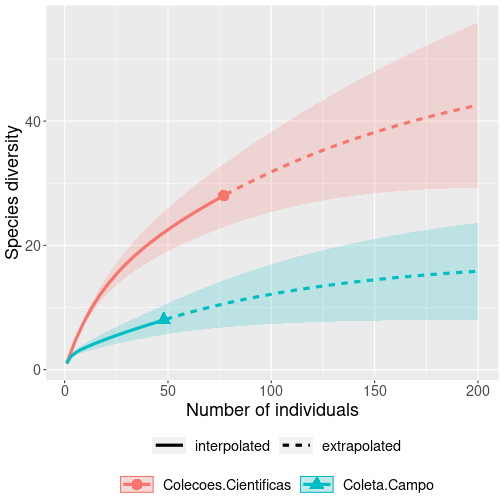 Species diversity
40
20
0
0 50 100 150 200
Number of individuals
interpolated extrapolated
Colecoes.Cientificas Coleta.Campo